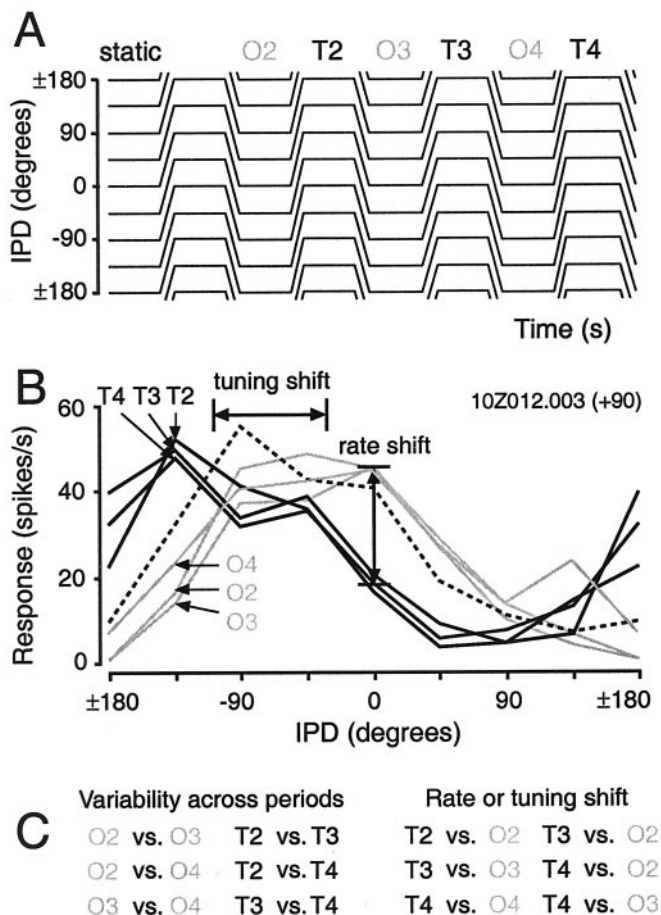 A
static O2 T2 O3 T3 O4 T4
±180
90
0
-90
±180
IPD (degrees)
Time (s)
B
T4 T3 T2
tuning shift
10Z012.003 (+90)
rate shift
60
40
20
0
Response (spikes/s)
O4
O2
O3
±180 -90 0 90 ±180
IPD (degrees)
C
Variability across periods Rate or tuning shift
O2 vs. O3 T2 vs. T3 T2 vs. O2 T3 vs. O2
O2 vs. O4 T2 vs. T4 T3 vs. O3 T4 vs. O2
O3 vs. O4 T3 vs. T4 T4 vs. O4 T4 vs. O3